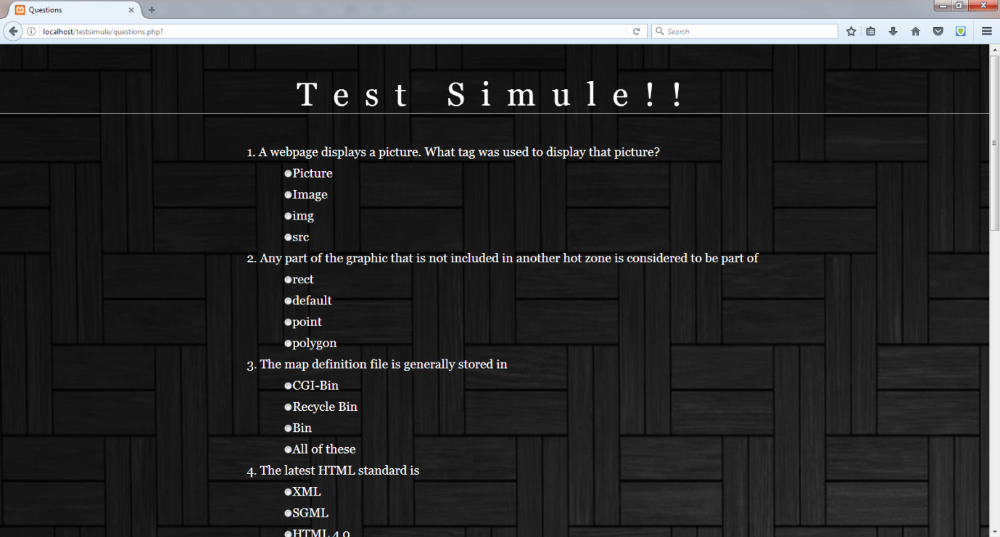 Questions
localhost/testsimule/questions.php?
Search
Test Simule!!
1. A webpage displays a picture. What tag was used to display that picture?
Picture
Image
img
src
2. Any part of the graphic that is not included in another hot zone is considered to be part of
rect
default
point
polygon
3. The map definition file is generally stored in
CGI-Bin
Recycle Bin
Bin
All of these
4. The latest HTML standard is
XML
SGML
HTML 4.0